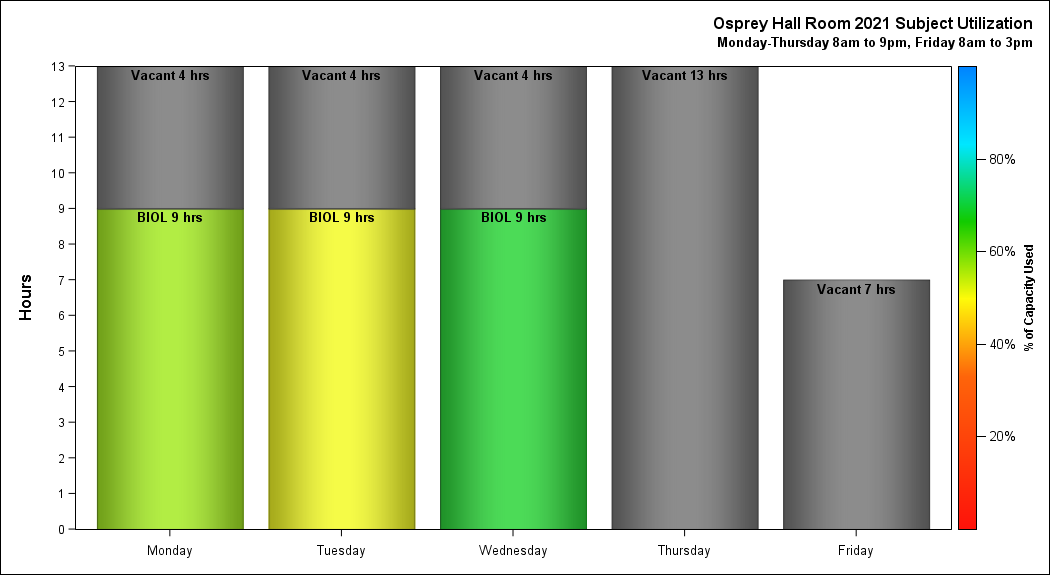 Osprey Hall Room 2021 Subject Utilization
Monday-Thursday 8am to 9pm, Friday 8am to 3pm
13
12
11
10
9
8
7
6
5
4
3
2
1
0
Hours
Vacant 4 hrs
Vacant 4 hrs
Vacant 4 hrs
Vacant 13 hrs
BIOL 9 hrs
BIOL 9 hrs
BIOL 9 hrs
Vacant 7 hrs
Monday
Tuesday
Wednesday
Thursday
Friday
80%
60%
40%
20%
% of Capacity Used